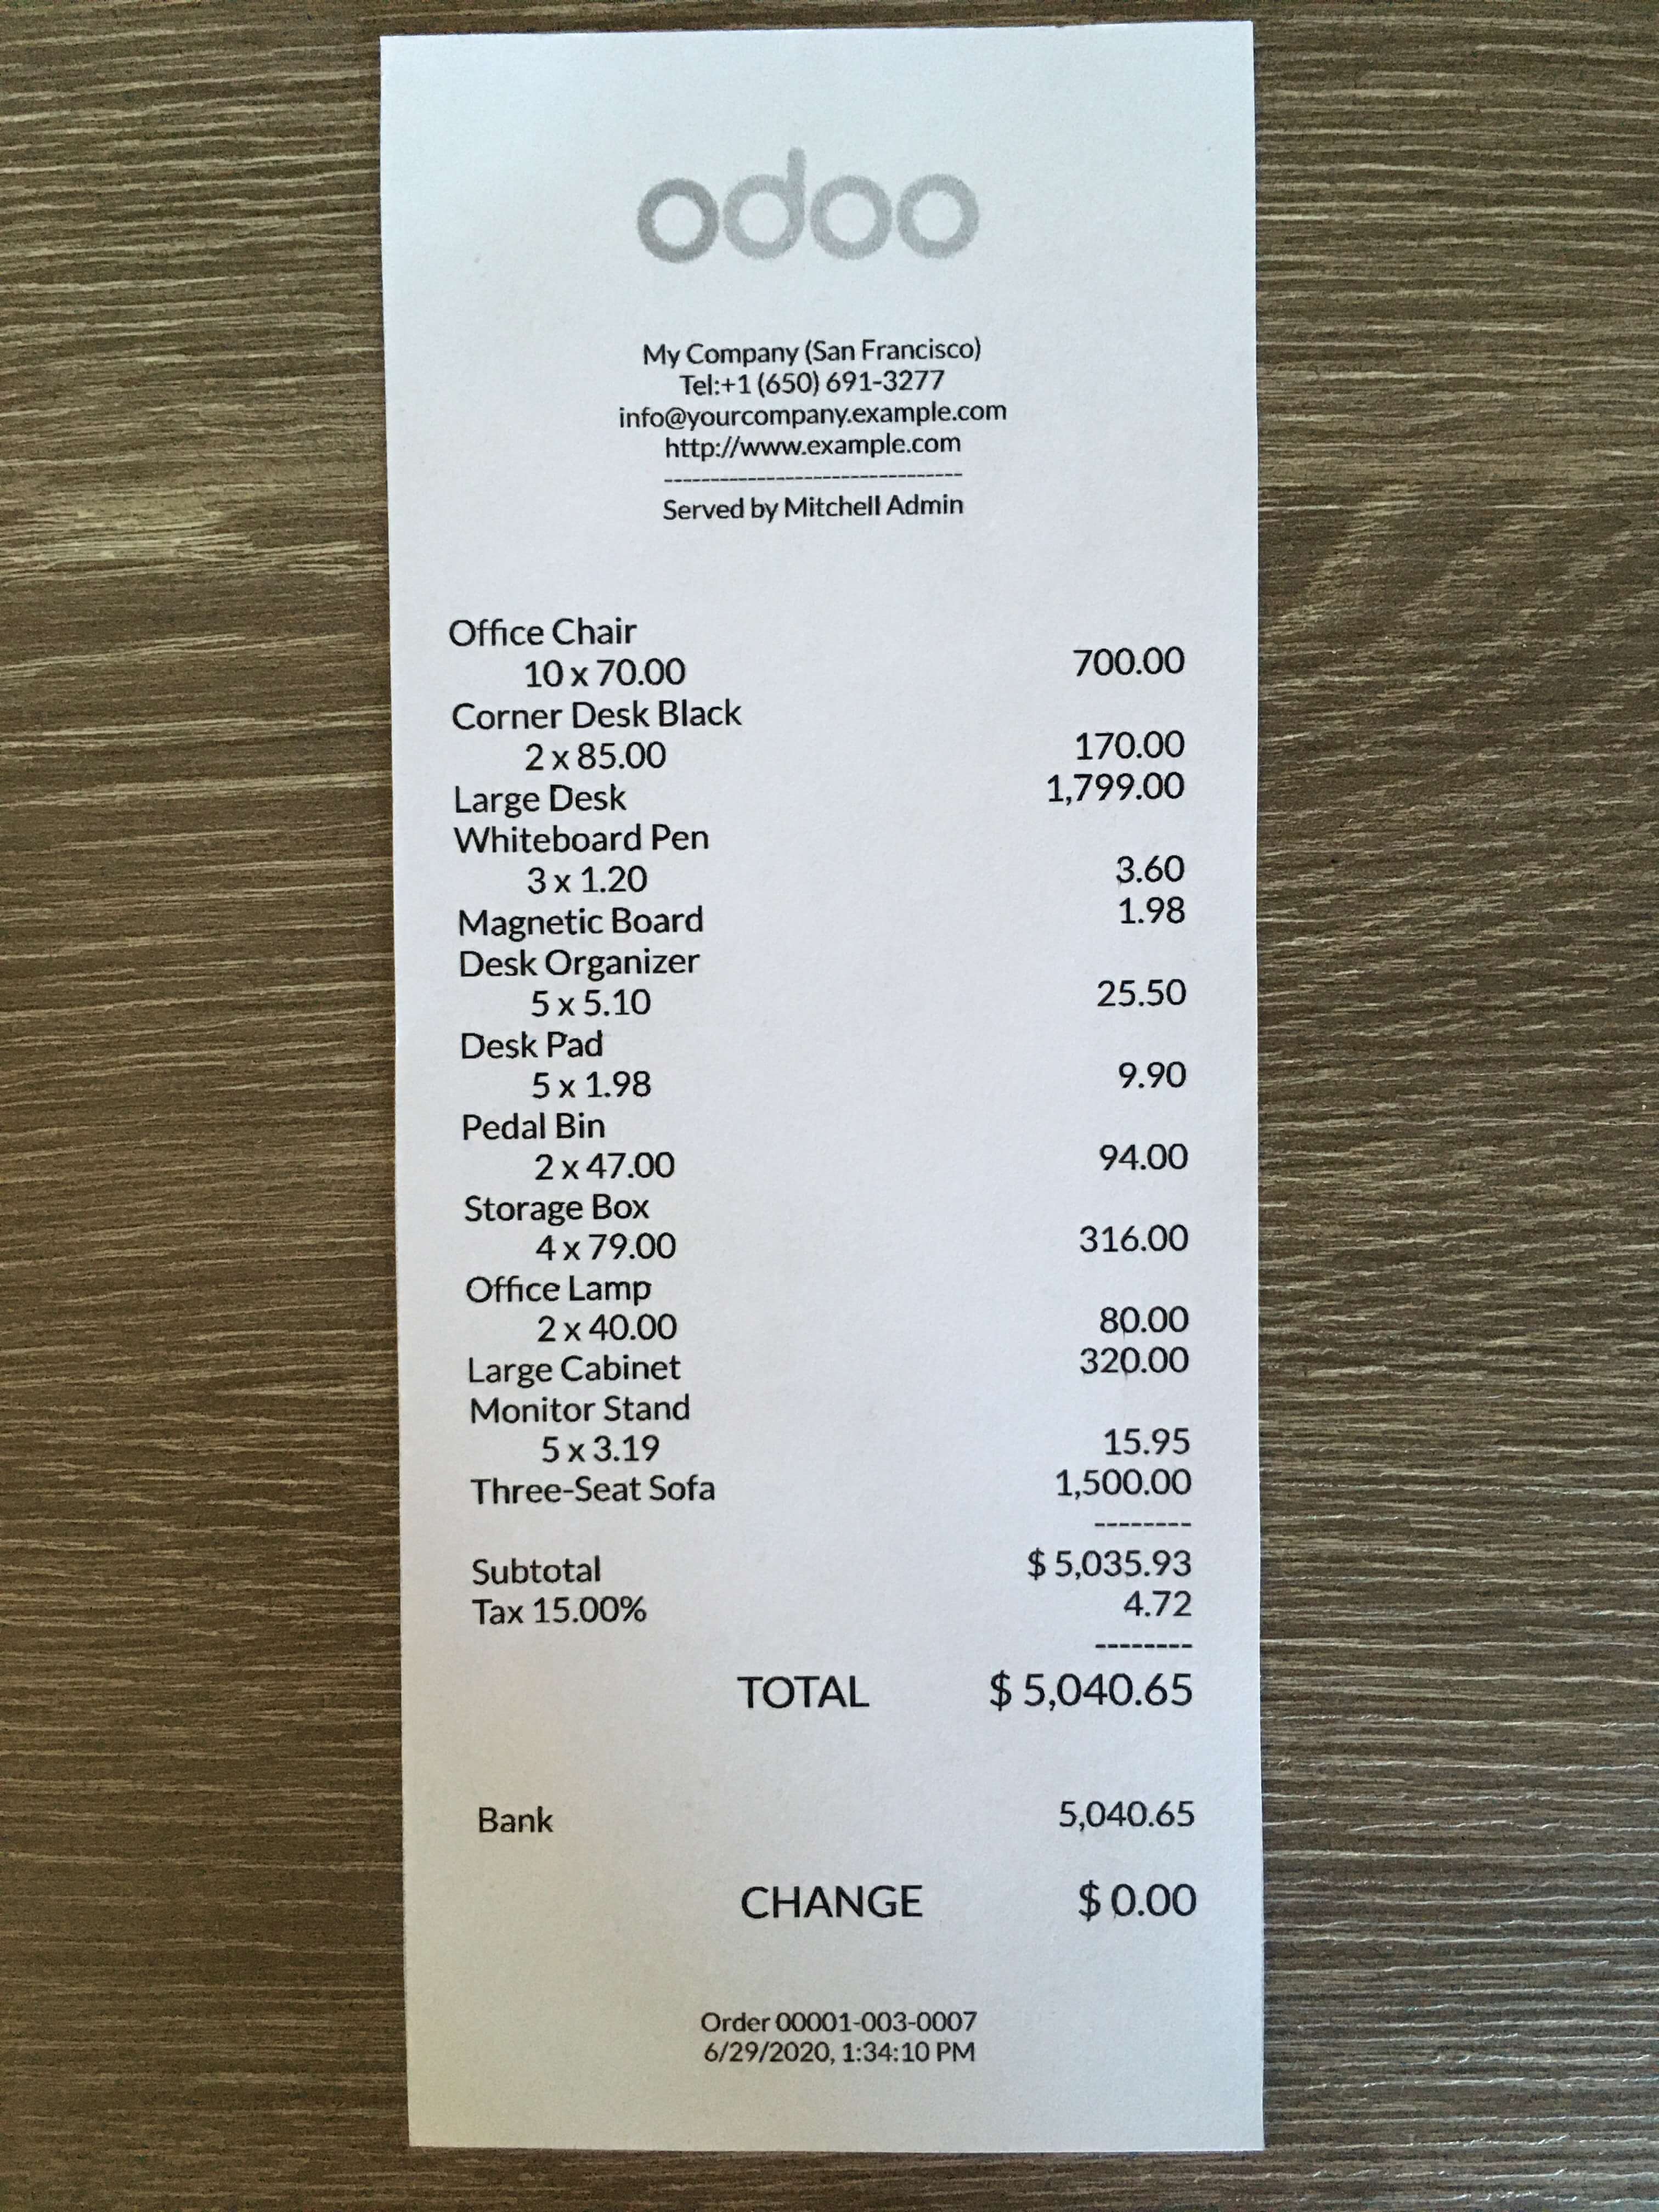 odoo
My Company (San Francisco)
Tel:+1 (650) 691-3277
info@yourcompany.example.com
http://www.example.com
--------------------------------
Served by Mitchell Admin
Office Chair
10 x 70.00 700.00
Corner Desk Black
2 x 85.00 170.00
Large Desk 1,799.00
Whiteboard Pen
3 x 1.20 3.60
Magnetic Board 1.98
Desk Organizer
5 x 5.10 25.50
Desk Pad
5 x 1.98 9.90
Pedal Bin
2 x 47.00 94.00
Storage Box
4 x 79.00 316.00
Office Lamp
2 x 40.00 80.00
Large Cabinet 320.00
Monitor Stand
5 x 3.19 15.95
Three-Seat Sofa 1,500.00
--------
Subtotal $ 5,035.93
Tax 15.00% 4.72
--------
TOTAL $ 5,040.65
Bank 5,040.65
CHANGE $ 0.00
Order 00001-003-0007
6/29/2020, 1:34:10 PM